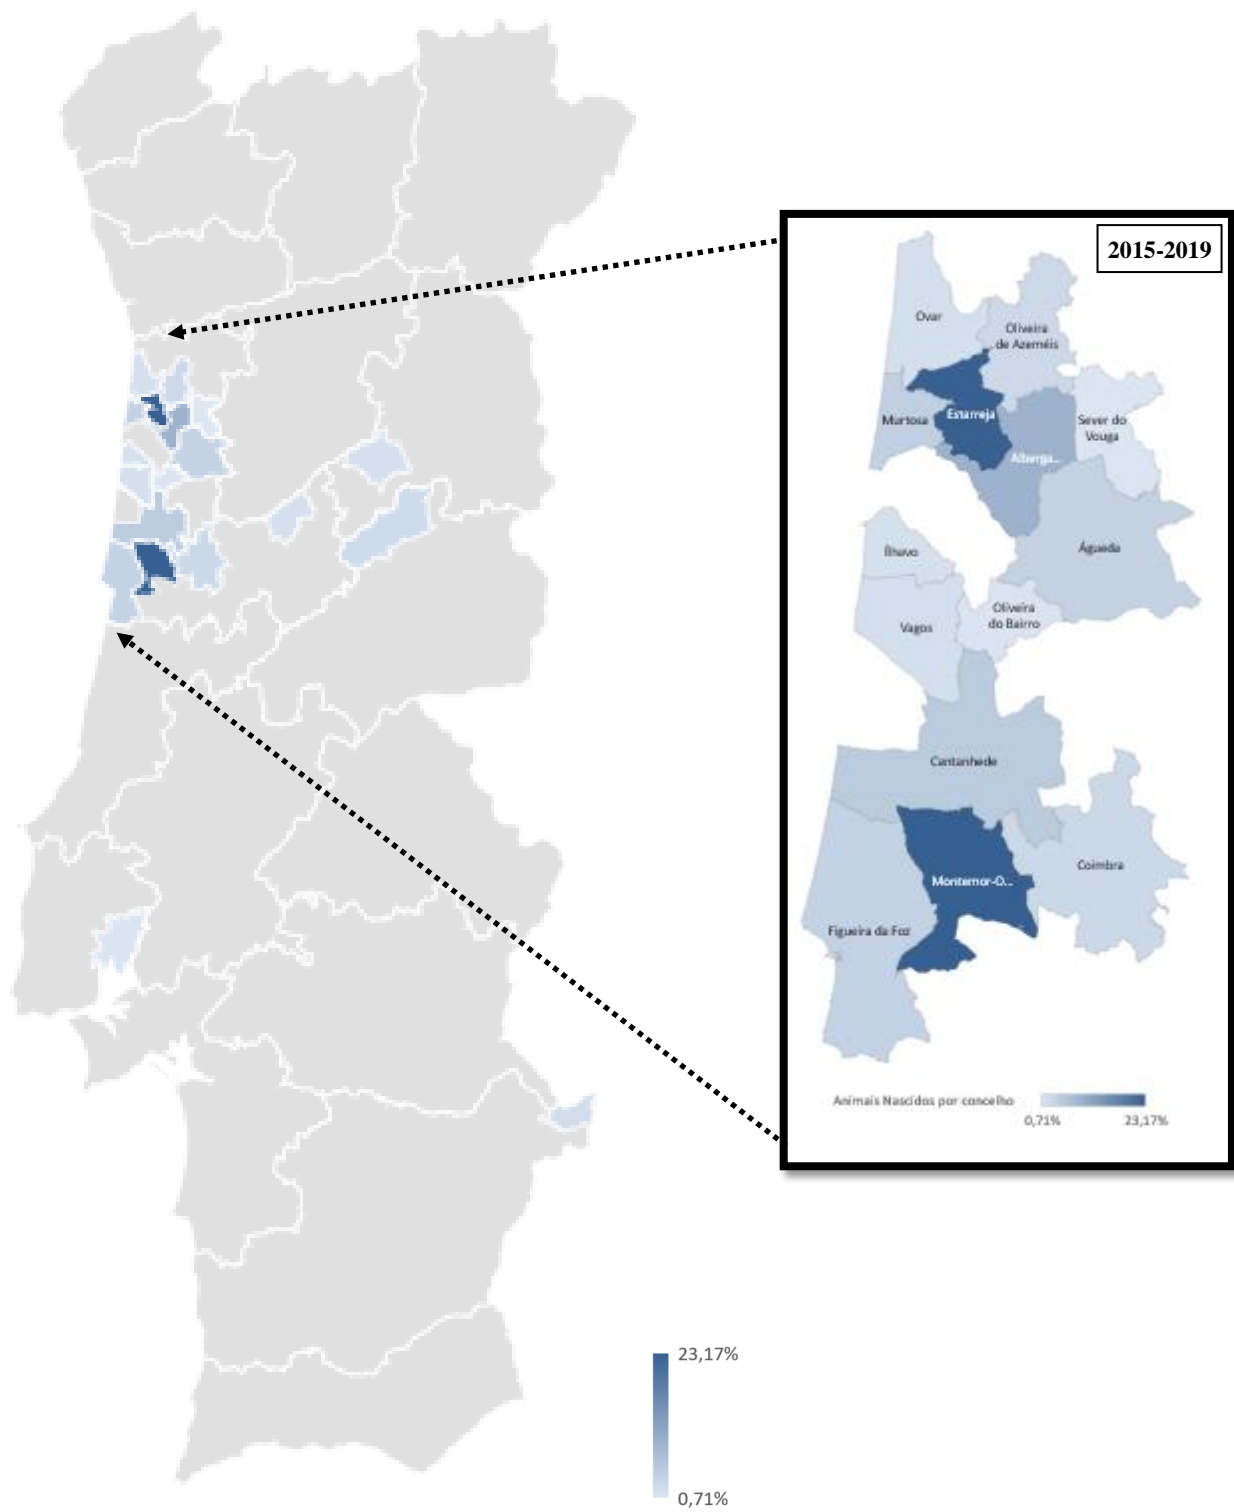 2015-2019
Ovar
Oliveira
de Azeméis
Murtosa
Estarreja
Sever do
Vouga
Alberga...
Águeda
Ílhavo
Oliveira
do Bairro
Vagos
Cantanhede
Coimbra
Montemor-O...
Figueira da Foz
Animais Nascidos por concelho
0,71%
23,17%
23,17%
0,71%